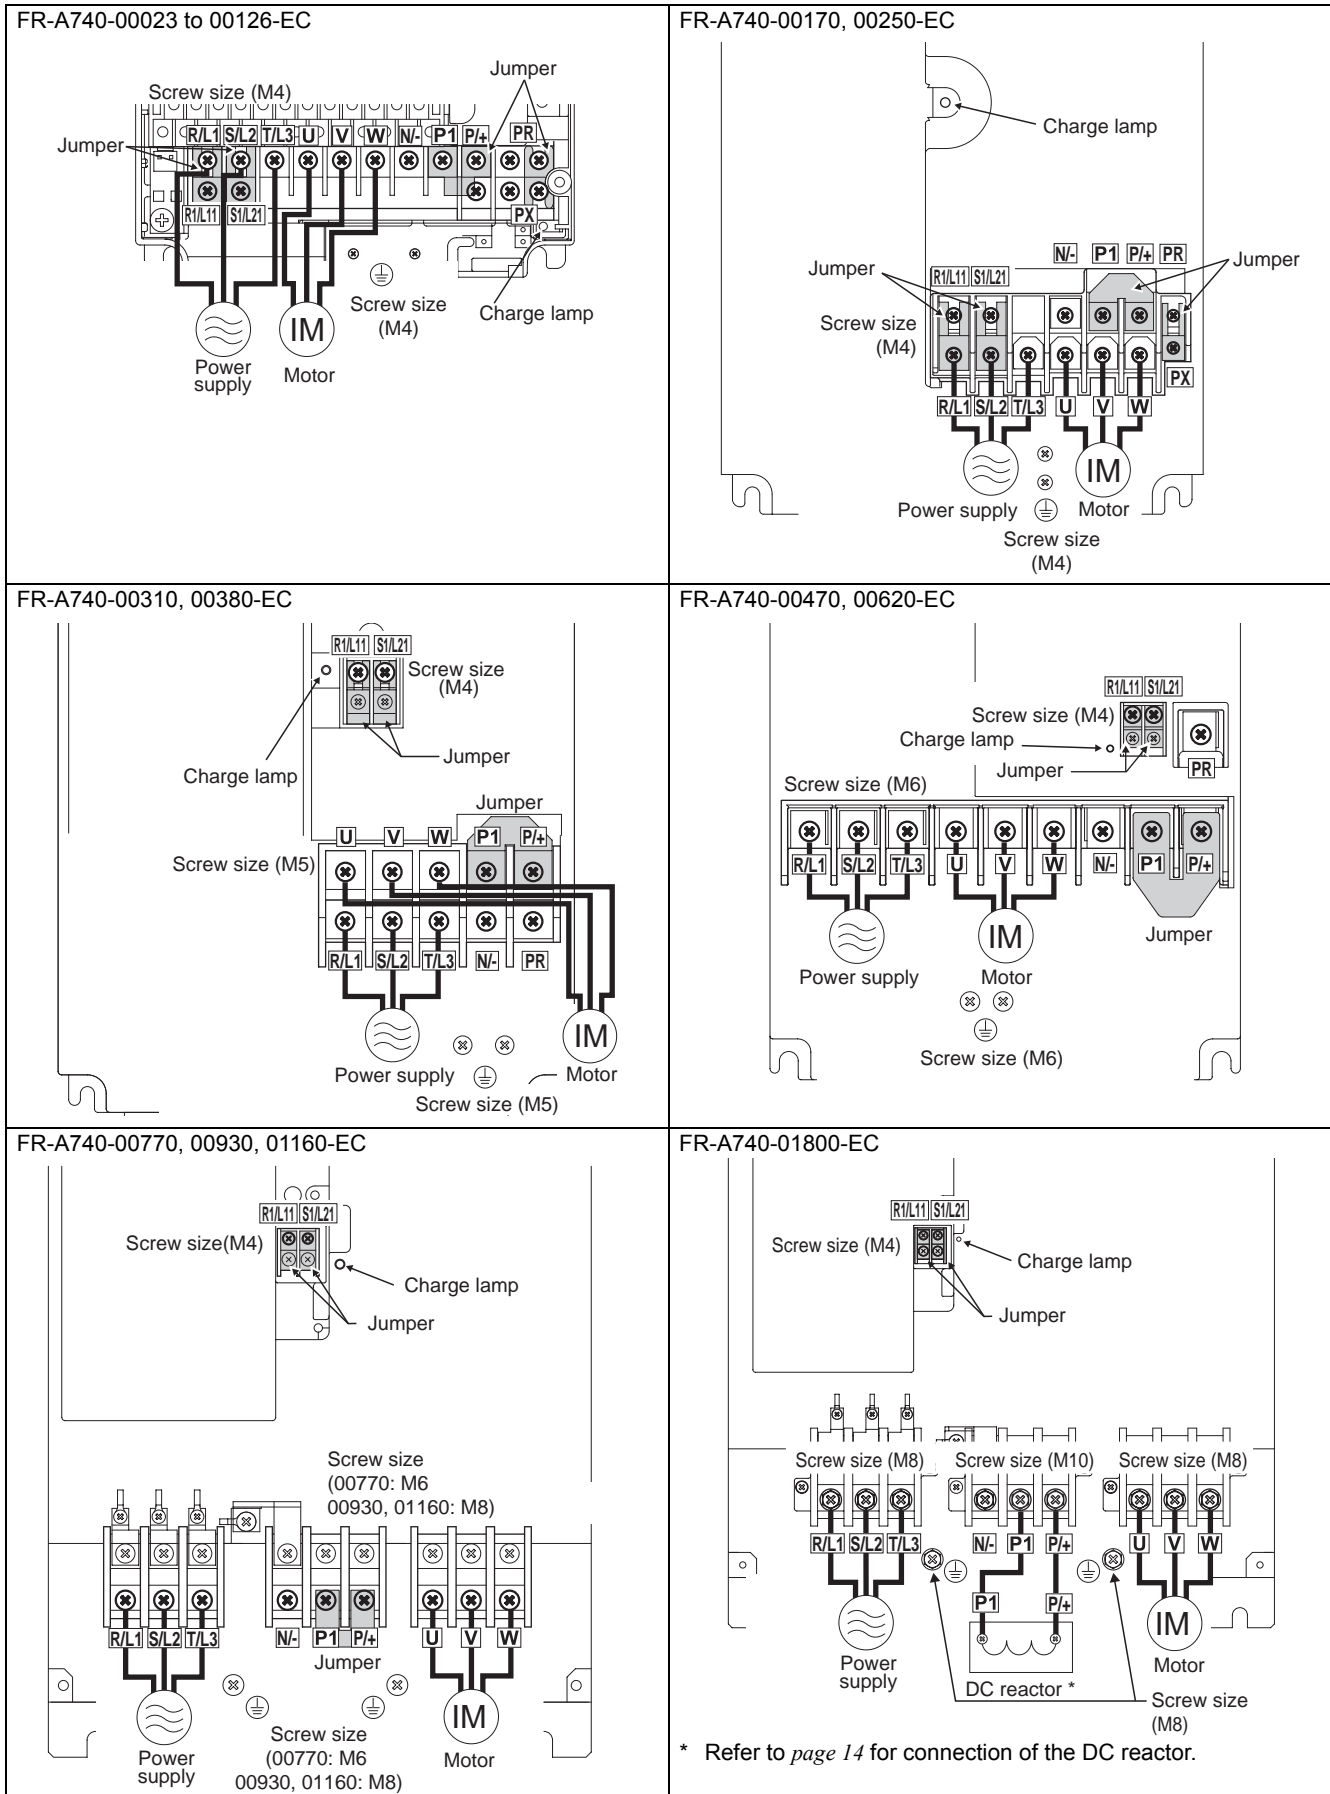 FR-A740-00023 to 00126-EC
Jumper
Screw size (M4)
R/L1 S/L2 T/L3 U V W N/- P1 P/+ PR
Jumper
R1/L11 S1/L21 PX
Screw size
(M4)
Charge lamp
IM
Power
supply
Motor
FR-A740-00170, 00250-EC
Charge lamp
N/- P1 P/+ PR
Jumper
Jumper
R1/L11 S1/L21
Screw size
(M4)
PX
R/L1 S/L2 T/L3 U V W
IM
Power supply
Motor
Screw size
(M4)
FR-A740-00310, 00380-EC
R1/L11 S1/L21
Screw size
(M4)
Jumper
Charge lamp
Jumper
U V W P1 P/+
Screw size (M5)
R/L1 S/L2 T/L3 N/- PR
IM
Power supply
Motor
Screw size (M5)
FR-A740-00470, 00620-EC
R1/L11 S1/L21
Screw size (M4)
Charge lamp
Jumper
PR
Screw size (M6)
R/L1 S/L2 T/L3 U V W N/- P1 P/+
IM
Jumper
Power supply
Motor
Screw size (M6)
FR-A740-00770, 00930, 01160-EC
R1/L11 S1/L21
Screw size(M4)
Charge lamp
Jumper
Screw size
(00770: M6
00930, 01160: M8)
R/L1 S/L2 T/L3 N/- P1 P/+ U V W
Jumper
IM
Power
supply
Screw size
(00770: M6
00930, 01160: M8)
Motor
FR-A740-01800-EC
R1/L11 S1/L21
Screw size (M4)
Charge lamp
Jumper
Screw size (M8) Screw size (M10) Screw size (M8)
R/L1 S/L2 T/L3 N/- P1 P/+ U V W
P1 P/+
IM
Power
supply
DC reactor *
Motor
Screw size
(M8)
* Refer to page 14 for connection of the DC reactor.